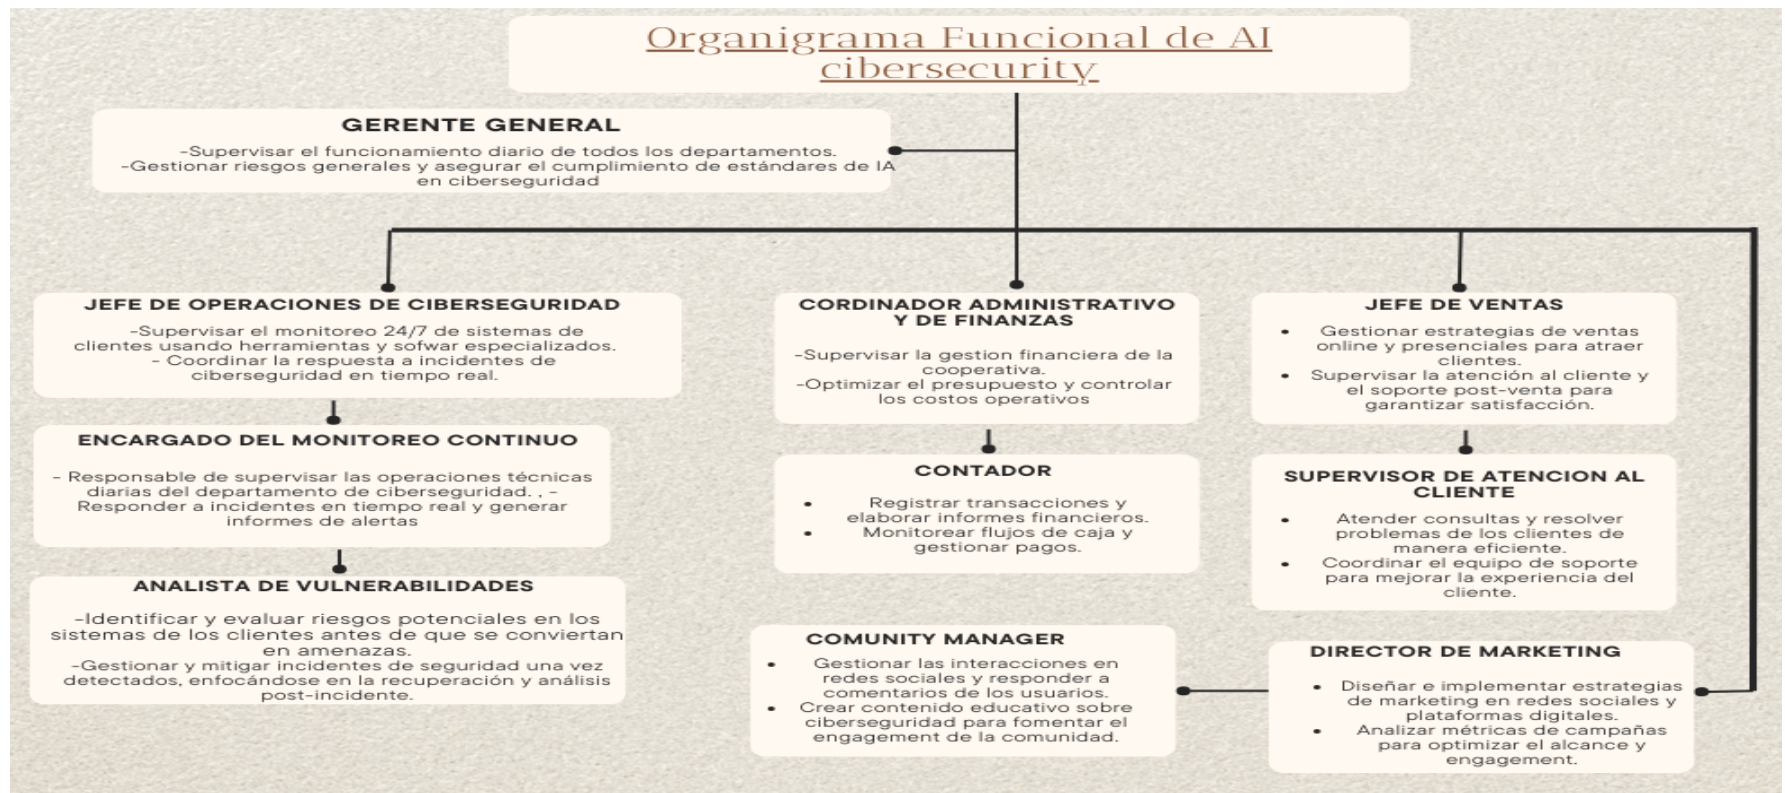 Organigrama Funcional de AI
cibersecurity
GERENTE GENERAL
-Supervisar el funcionamiento diario de todos los departamentos.
-Gestionar riesgos generales y asegurar el cumplimiento de estándares de IA
en ciberseguridad
JEFE DE OPERACIONES DE CIBERSEGURIDAD
-Supervisar el monitoreo 24/7 de sistemas de
clientes usando herramientas y sofwar especializados.
- Coordinar la respuesta a incidentes de
ciberseguridad en tiempo real.
ENCARGADO DEL MONITOREO CONTINUO
- Responsable de supervisar las operaciones técnicas
diarias del departamento de ciberseguridad. , -
Responder a incidentes en tiempo real y generar
informes de alertas
ANALISTA DE VULNERABILIDADES
-Identificar y evaluar riesgos potenciales en los
sistemas de los clientes antes de que se conviertan
en amenazas.
-Gestionar y mitigar incidentes de seguridad una vez
detectados, enfocándose en la recuperación y análisis
post-incidente.
CORDINADOR ADMINISTRATIVO
Y DE FINANZAS
-Supervisar la gestion financiera de la
cooperativa.
-Optimizar el presupuesto y controlar
los costos operativos
CONTADOR
• Registrar transacciones y
elaborar informes financieros.
• Monitorear flujos de caja y
gestionar pagos.
JEFE DE VENTAS
• Gestionar estrategias de ventas
online y presenciales para atraer
clientes.
• Supervisar la atención al cliente y
el soporte post-venta para
garantizar satisfacción.
SUPERVISOR DE ATENCION AL
CLIENTE
• Atender consultas y resolver
problemas de los clientes de
manera eficiente.
• Coordinar el equipo de soporte
para mejorar la experiencia del
cliente.
COMUNITY MANAGER
• Gestionar las interacciones en
redes sociales y responder a
comentarios de los usuarios.
• Crear contenido educativo sobre
ciberseguridad para fomentar el
engagement de la comunidad.
DIRECTOR DE MARKETING
• Diseñar e implementar estrategias
de marketing en redes sociales y
plataformas digitales.
• Analizar métricas de campañas
para optimizar el alcance y
engagement.